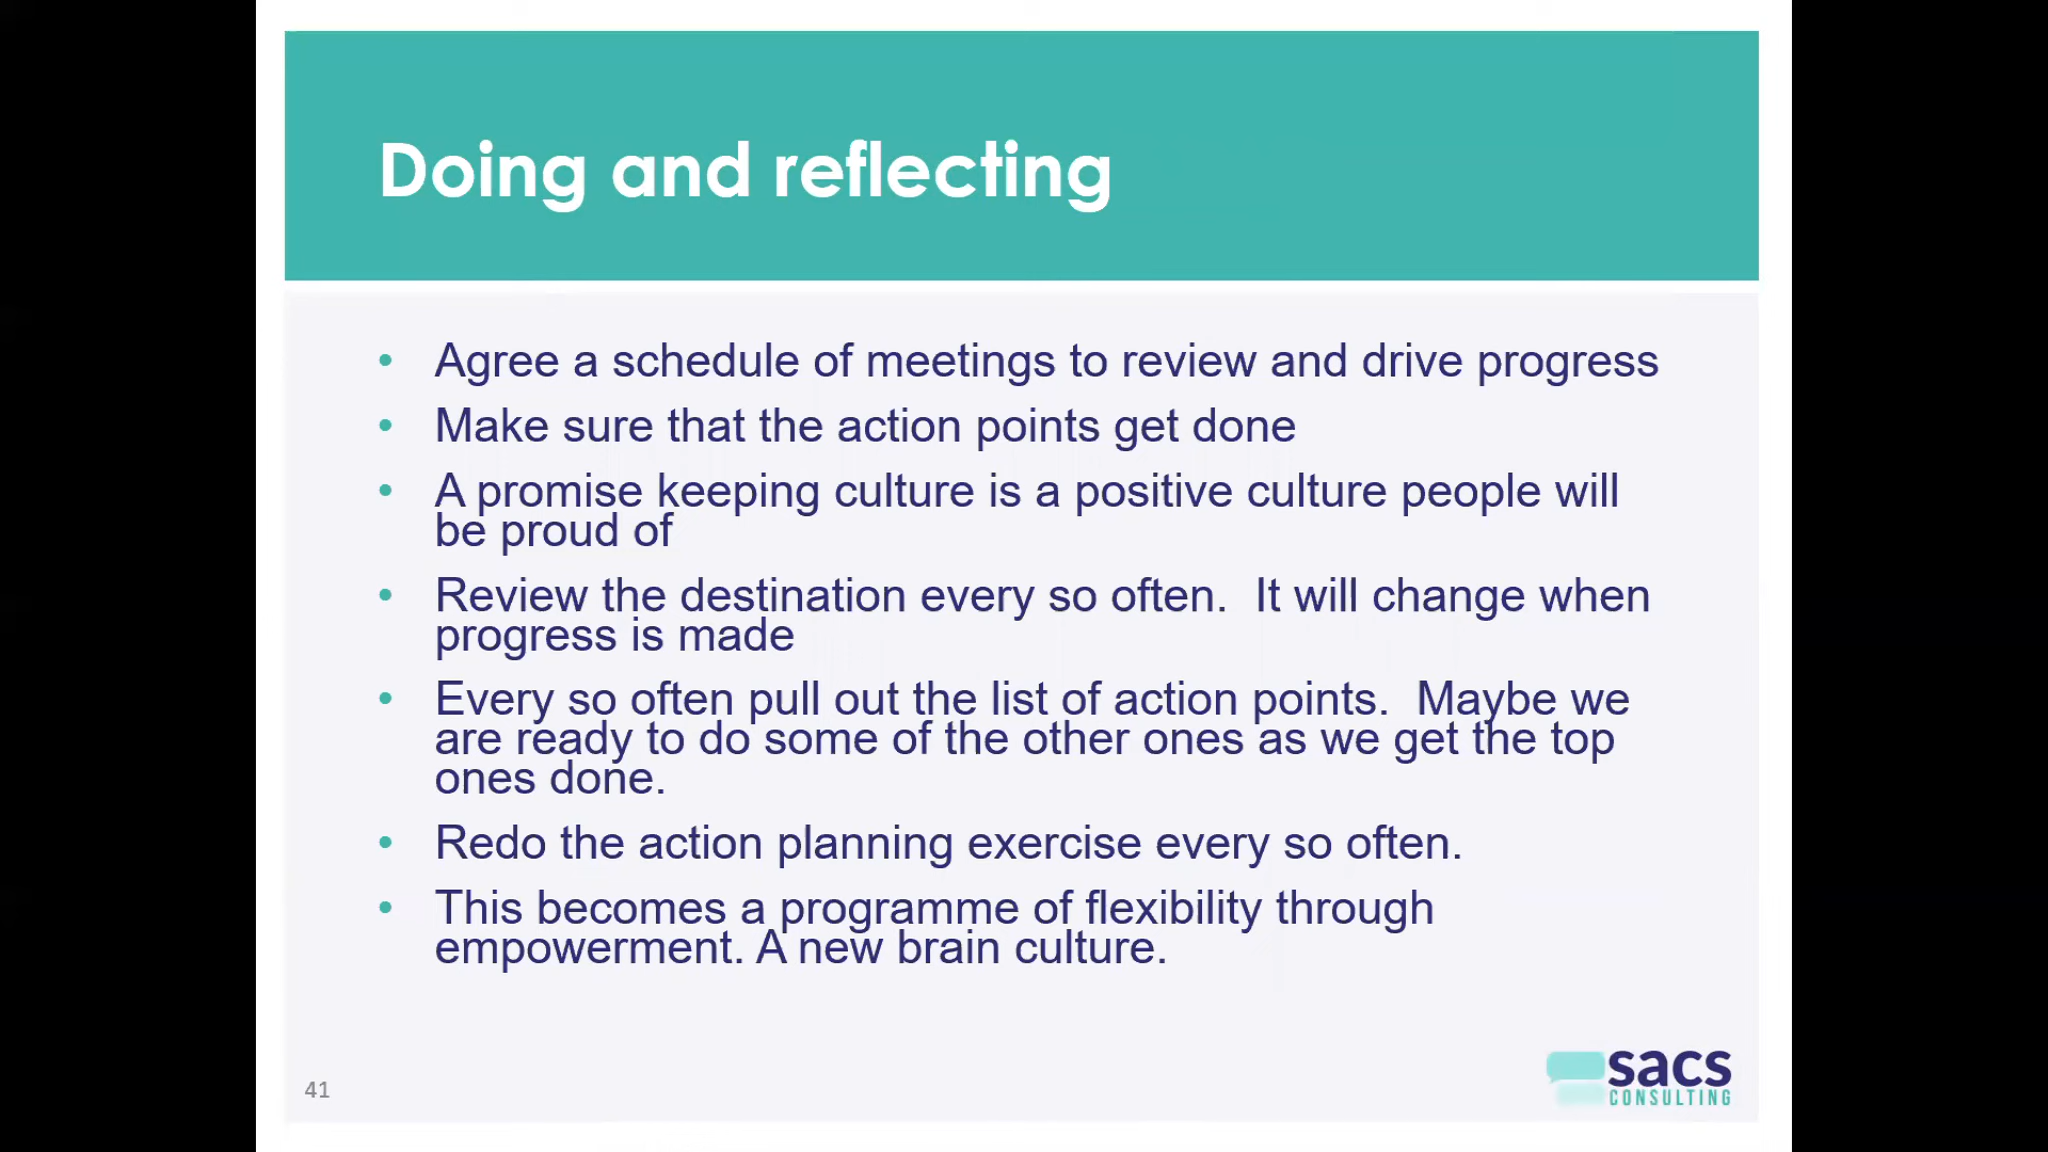 Doing and reflecting
• Agree a schedule of meetings to review and drive progress
• Make sure that the action points get done
• A promise keeping culture is a positive culture people will
be proud of
• Review the destination every so often.  It will change when
progress is made
• Every so often pull out the list of action points.  Maybe we
are ready to do some of the other ones as we get the top
ones done.
• Redo the action planning exercise every so often.
• This becomes a programme of flexibility through
empowerment. A new brain culture.
41
sacs
CONSULTING